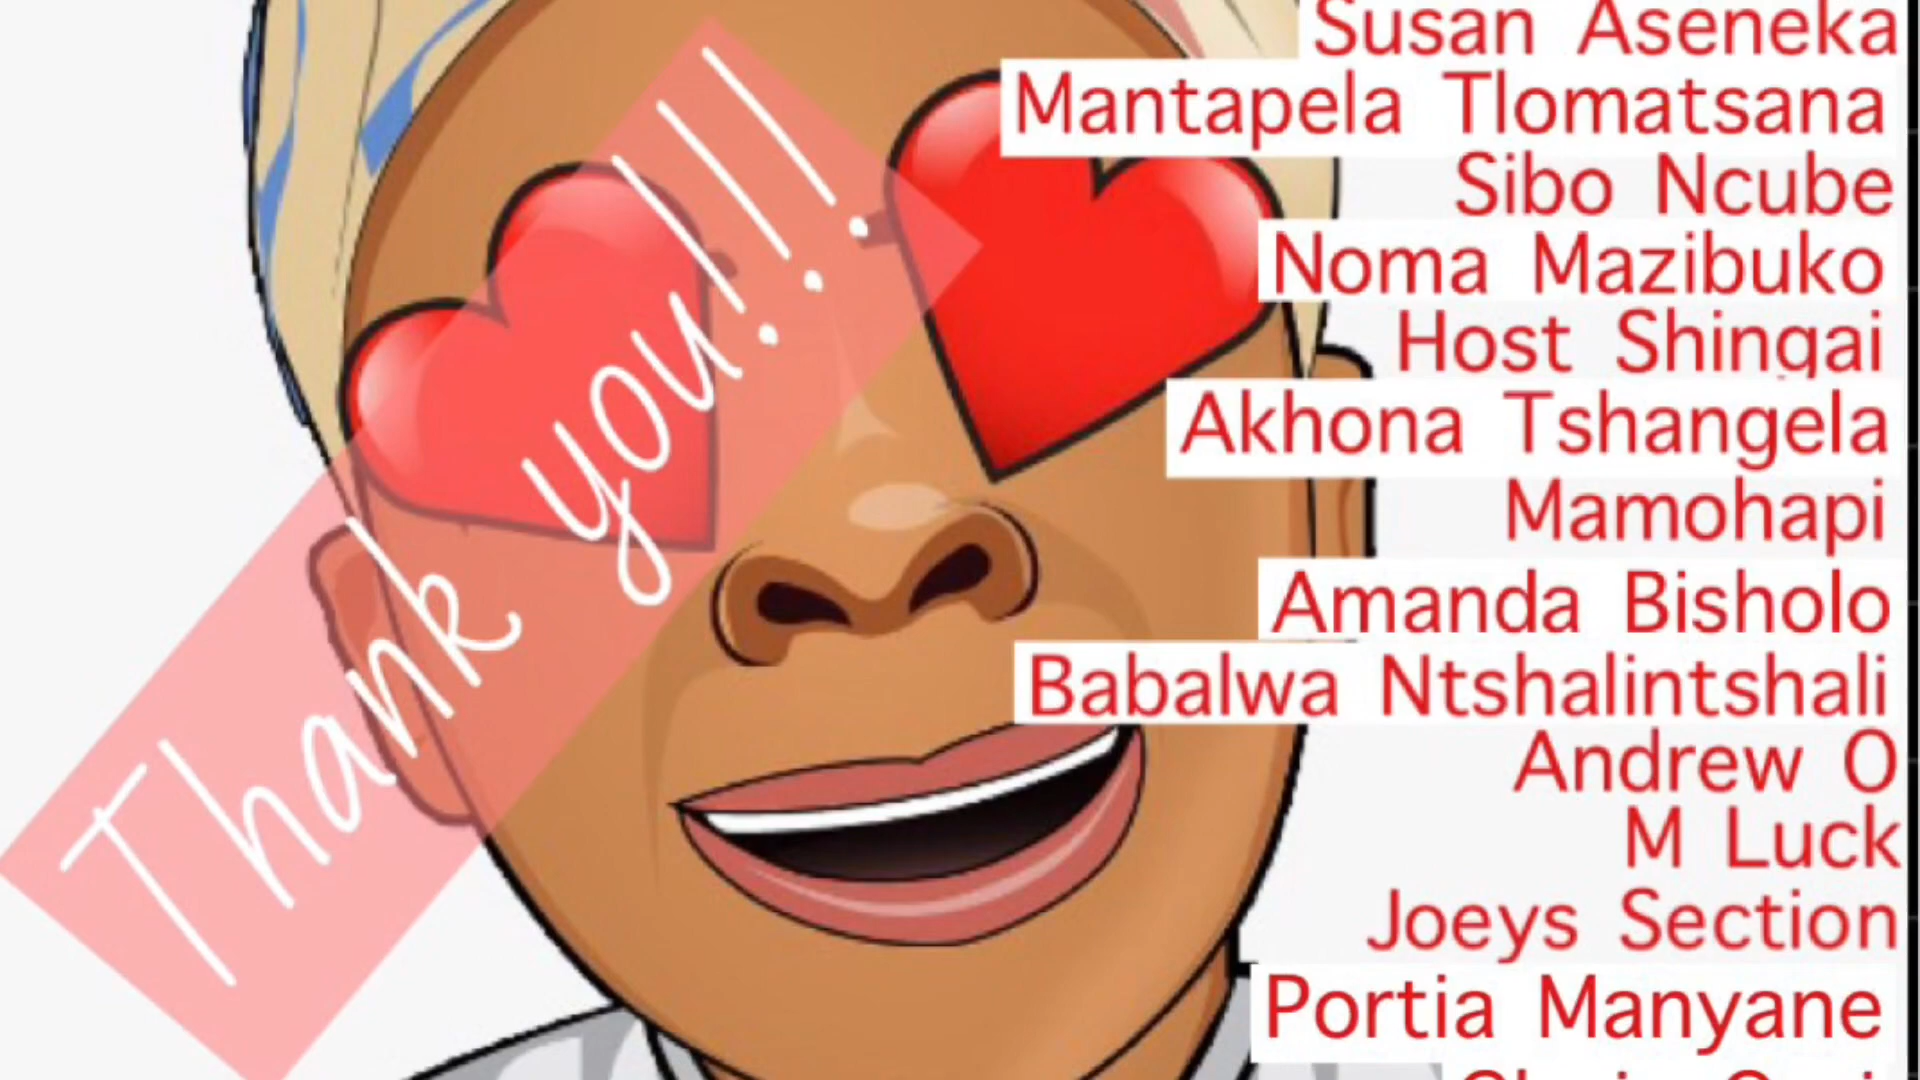 Thank you!!!
Susan Aseneka
Mantapela Tlomatsana
Sibo Ncube
Noma Mazibuko
Host Shingai
Akhona Tshangela
Mamohapi
Amanda Bisholo
Babalwa Ntshalintshali
Andrew O
M Luck
Joeys Section
Portia Manyane